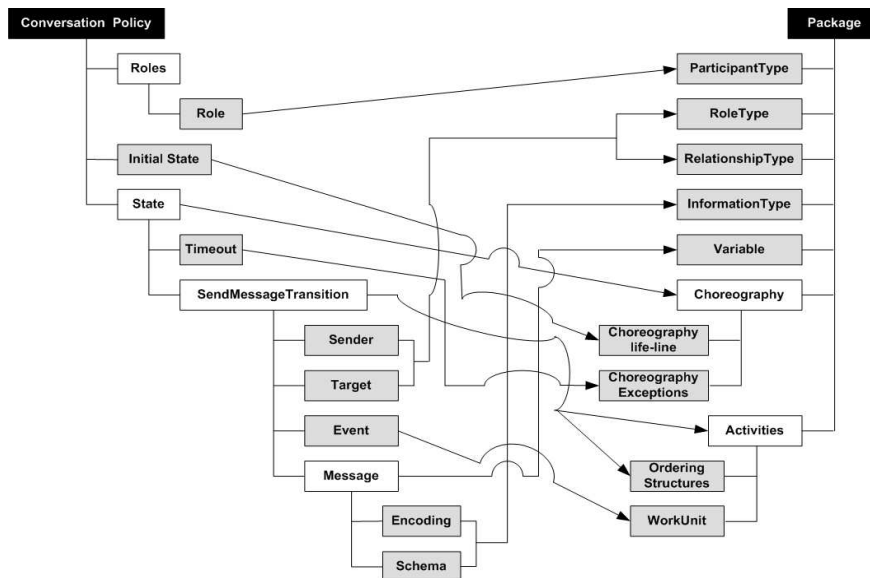 Conversation Policy
Package
Roles
ParticipantType
Role
RoleType
Initial State
RelationshipType
State
InformationType
Timeout
Variable
SendMessageTransition
Choreography
Sender
Choreography
life-line
Target
Choreography
Exceptions
Event
Activities
Message
Ordering
Structures
Encoding
WorkUnit
Schema